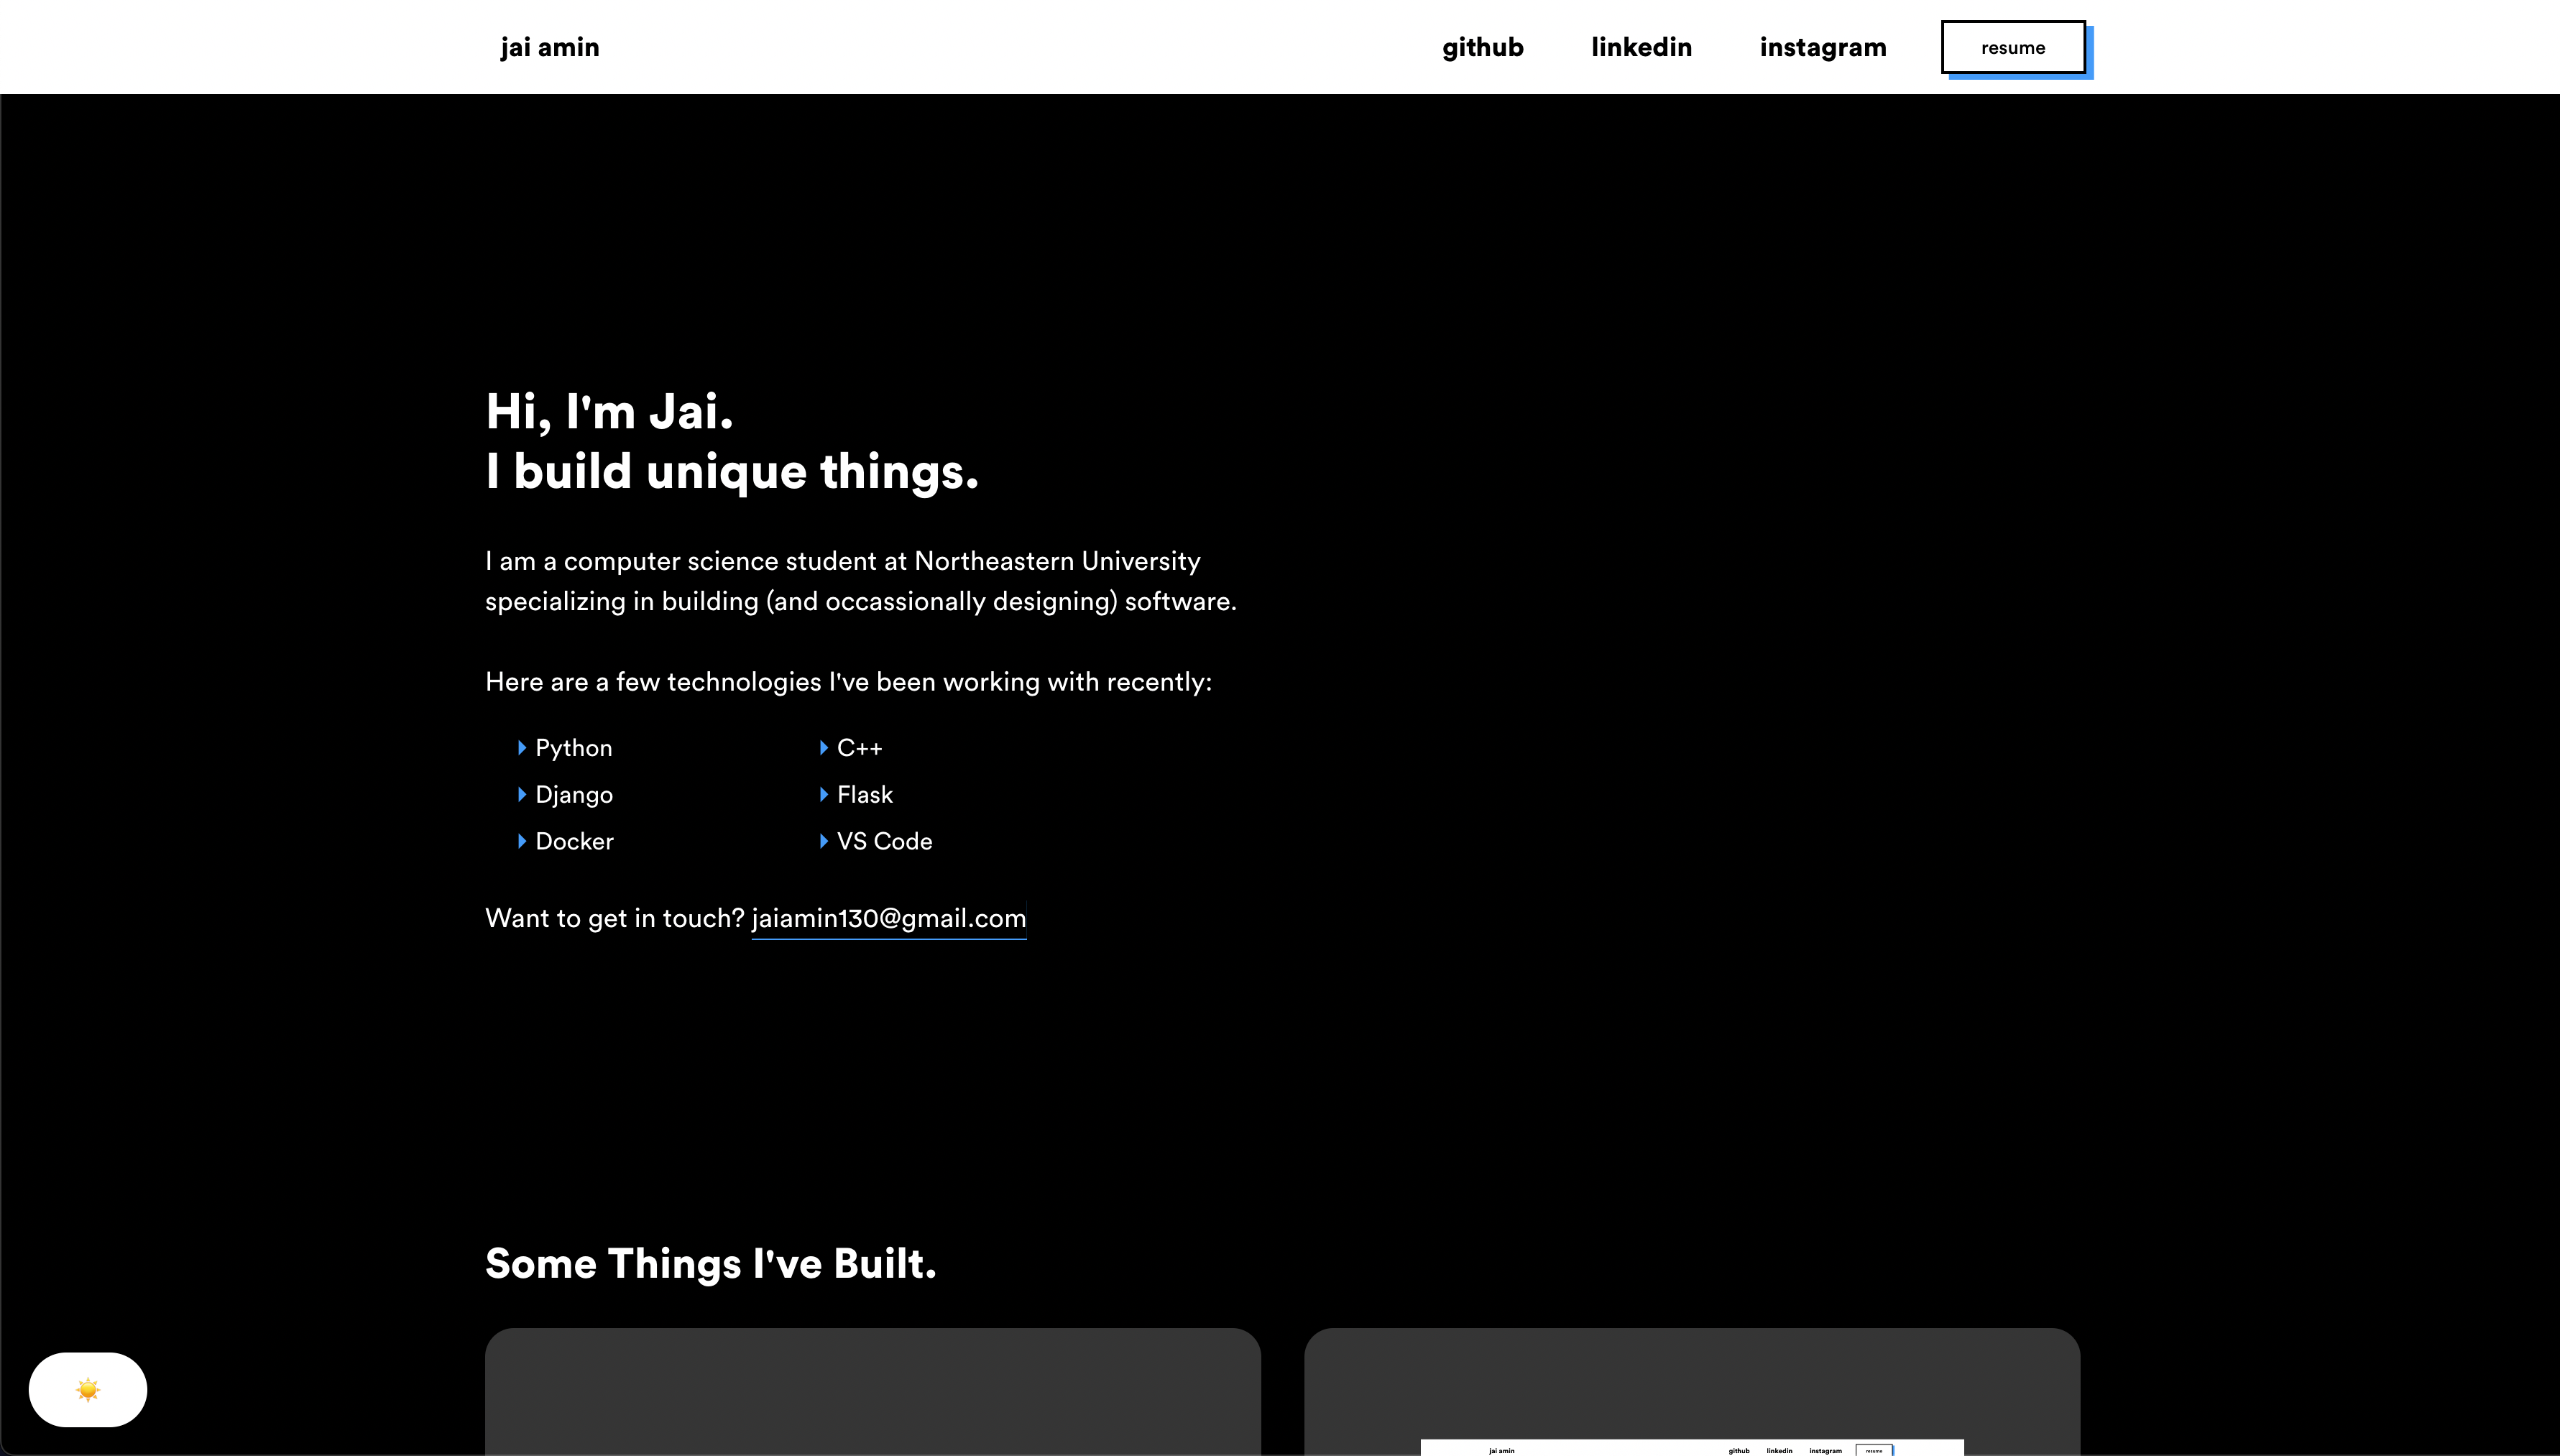 jai amin github linkedin instagram resume
Hi, I'm Jai.
I build unique things.
I am a computer science student at Northeastern University
specializing in building (and occassionally designing) software.
Here are a few technologies I've been working with recently:
Python C++
Django Flask
Docker VS Code
Want to get in touch? jaiamin130@gmail.com
Some Things I've Built.
jai amin github linkedin instagram resume